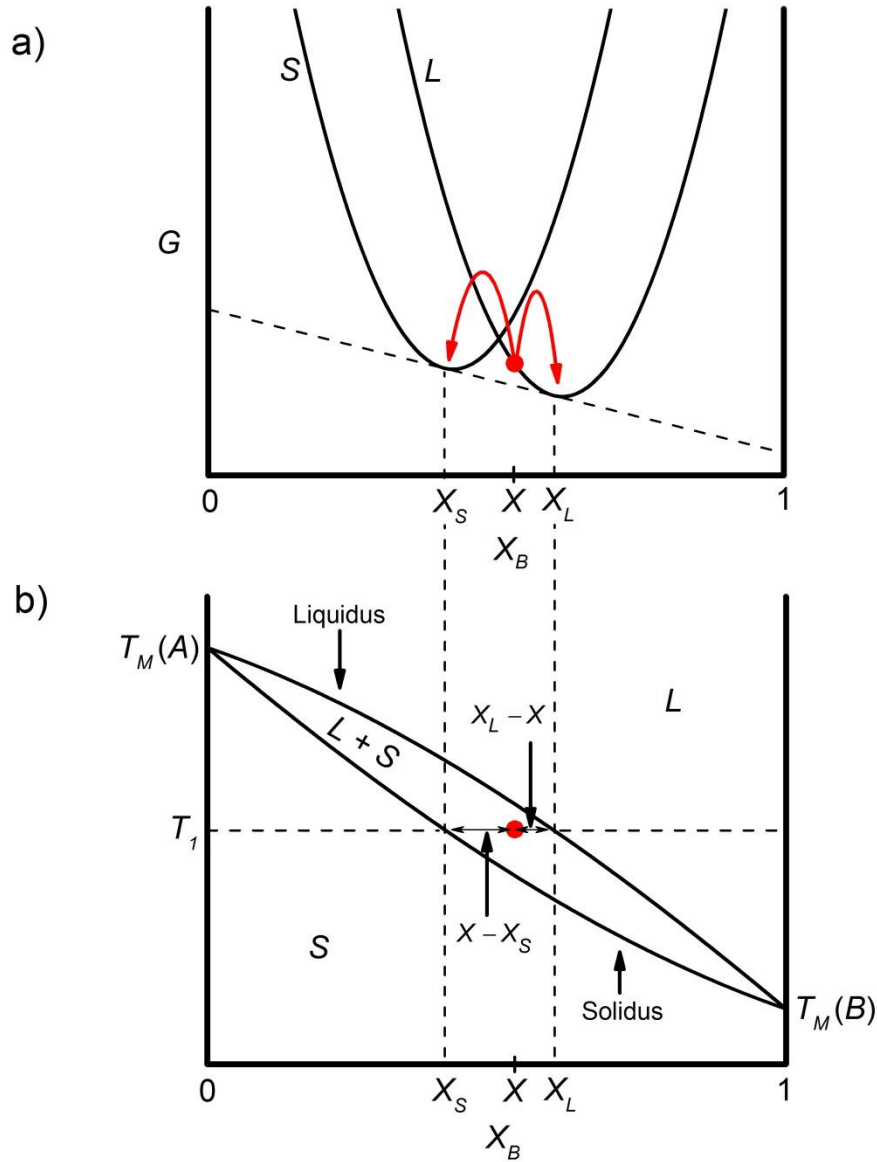 a)
S
L
G
0
X_S
X
X_L
1
X_B
b)
Liquidus
T_M(A)
X_L – X
L
L + S
T_1
X – X_S
S
Solidus
T_M(B)
0
X_S
X
X_L
1
X_B